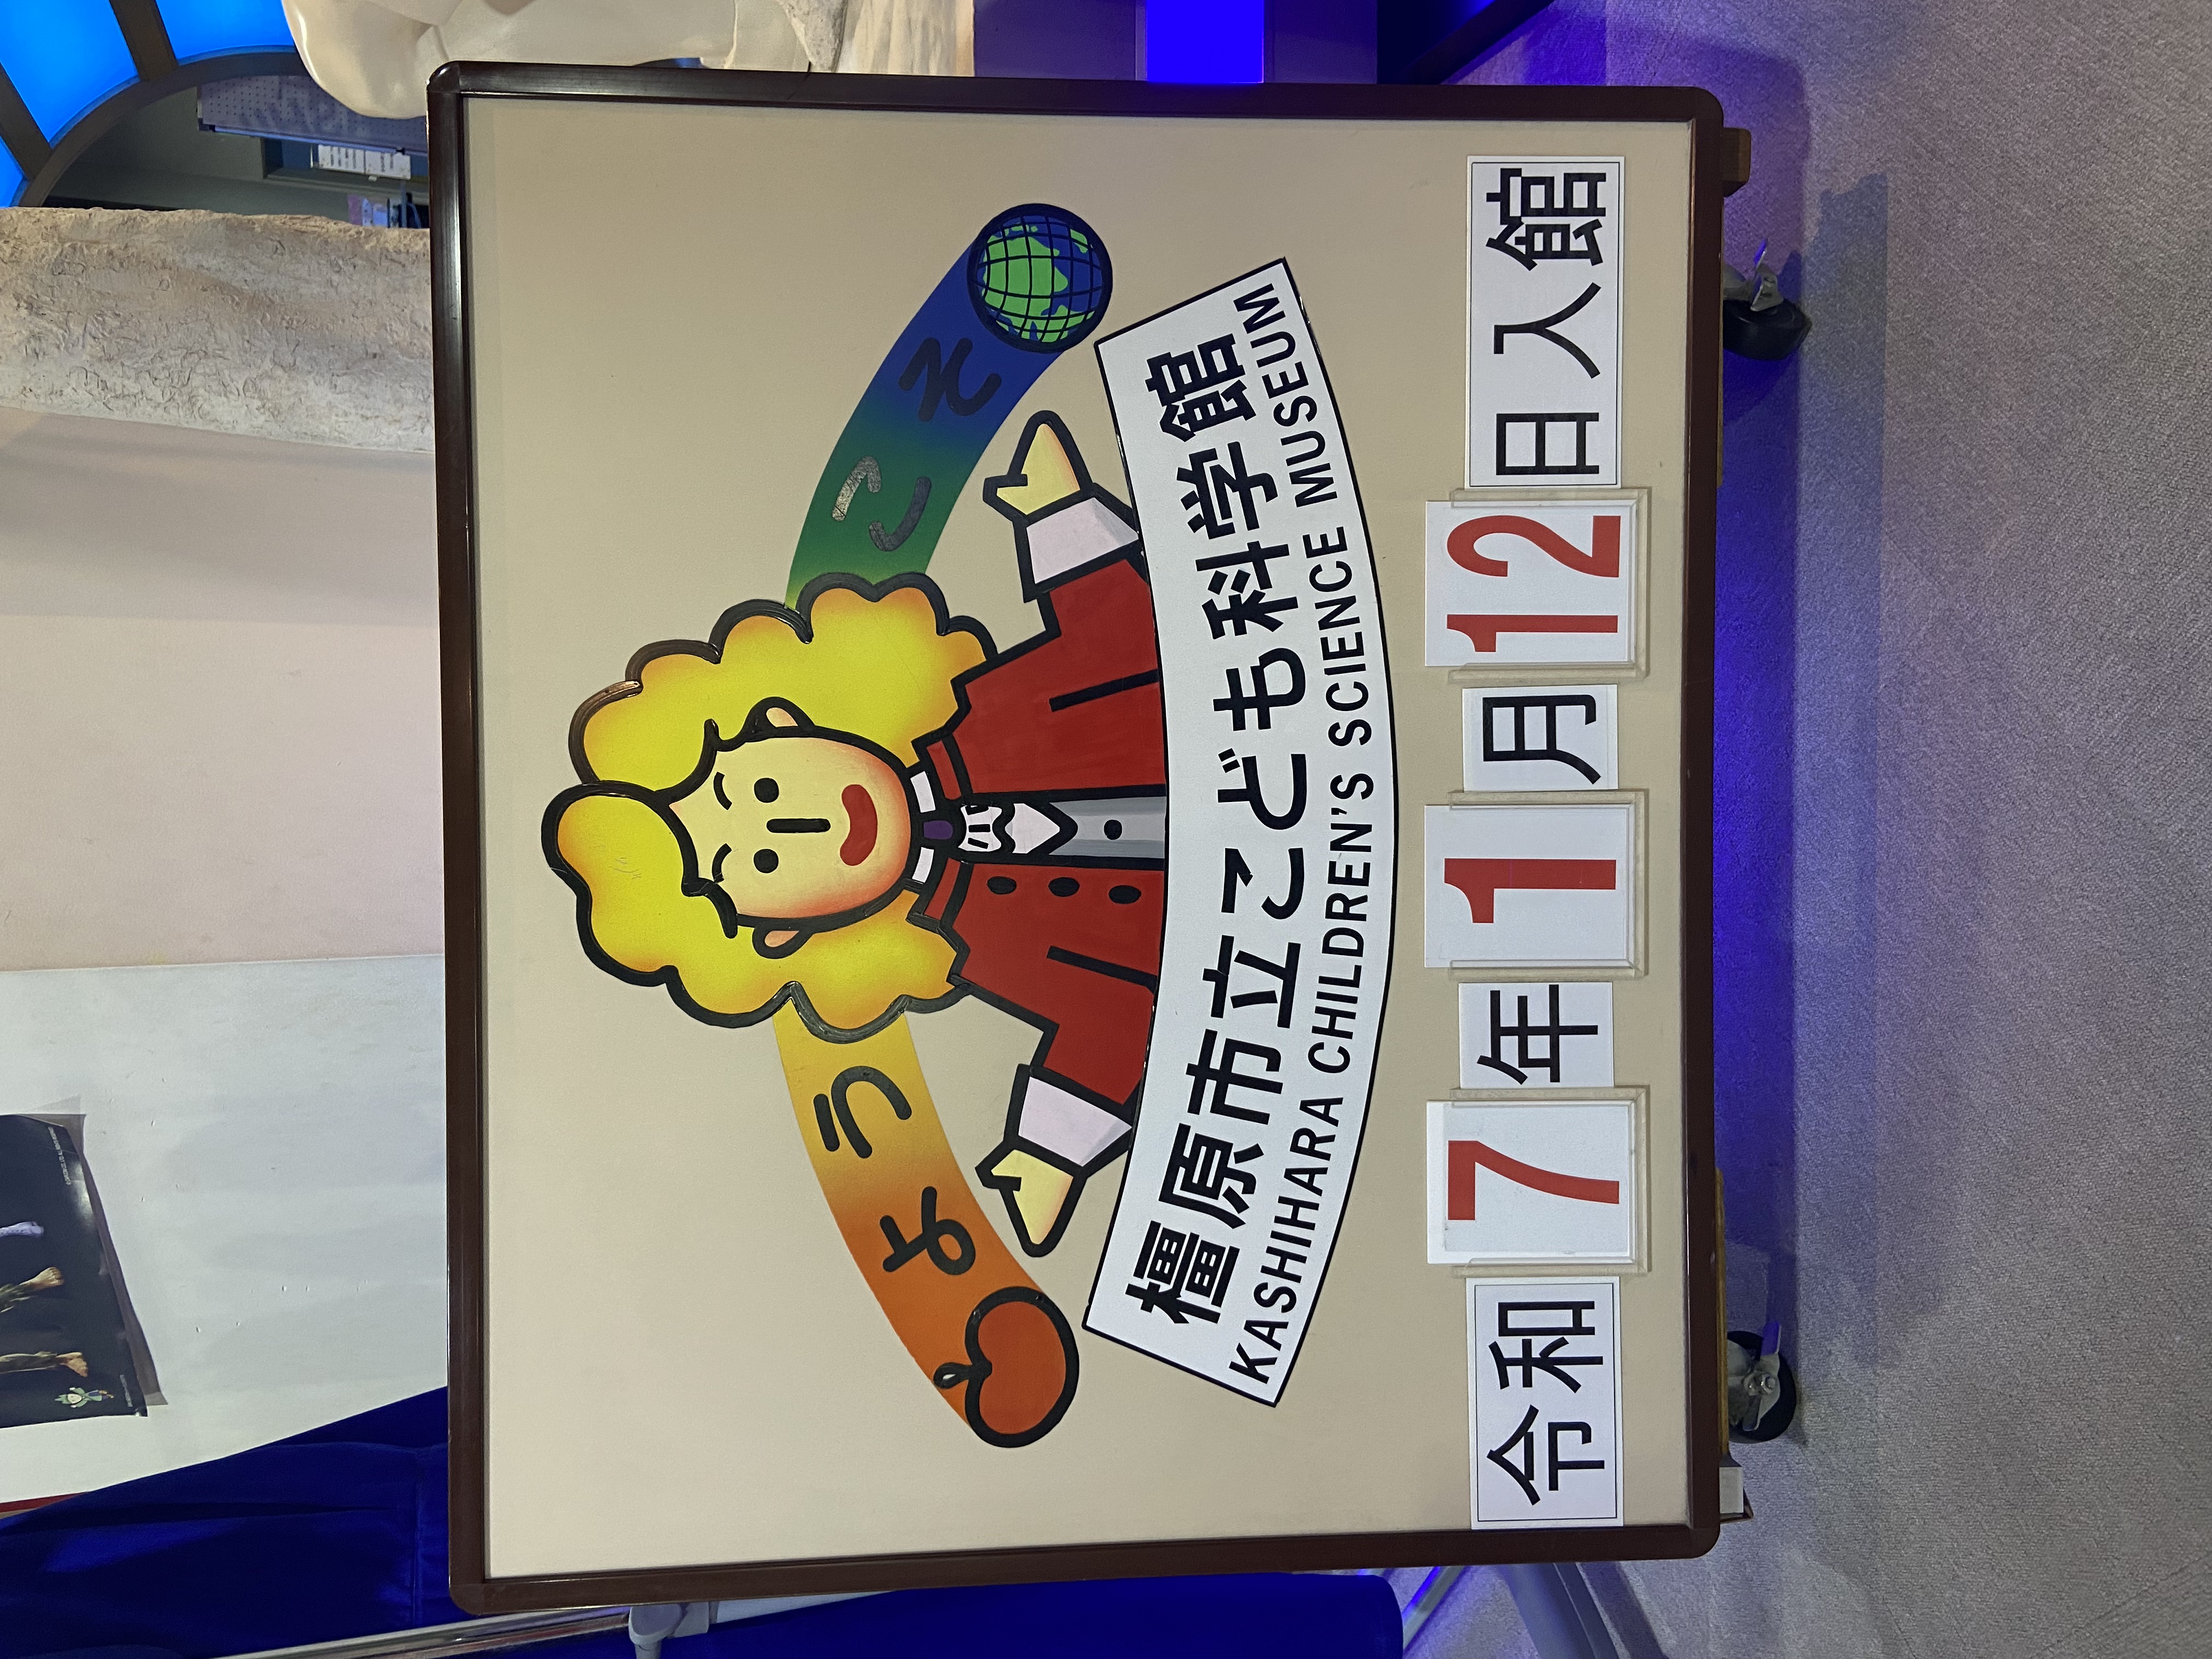 ようこそ
橿原市立こども科学館
KASHIHARA CHILDREN'S SCIENCE MUSEUM
令和7年1月12日入館